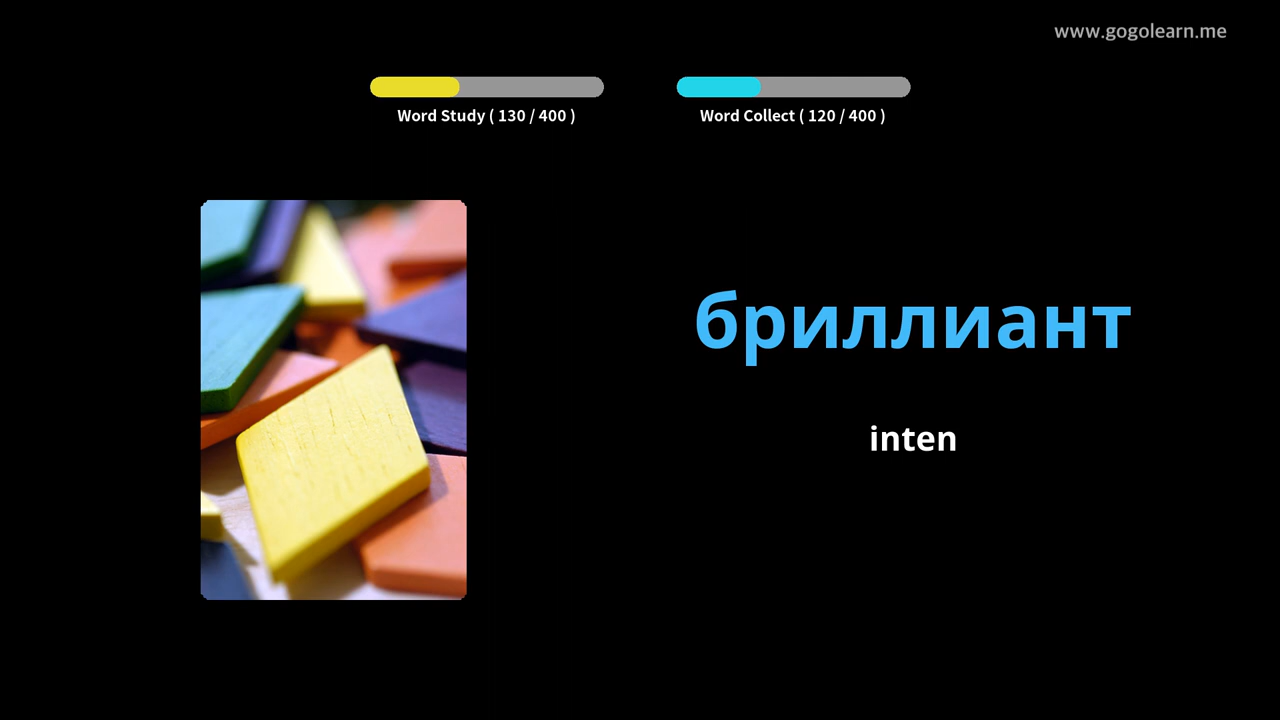 www.gogolearn.me
Word Study ( 130 / 400 )
Word Collect ( 120 / 400 )
бриллиант
inten